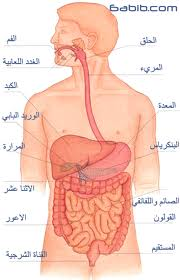 6abib.com
الحلق
الفم
الغدد اللعابية
المريء
الكبد
المعدة
الوريد البابي
المرارة
البنكرياس
الاثنا عشر
الصائم واللفائفي
الاعور
القولون
المستقيم
القناة الشرجية